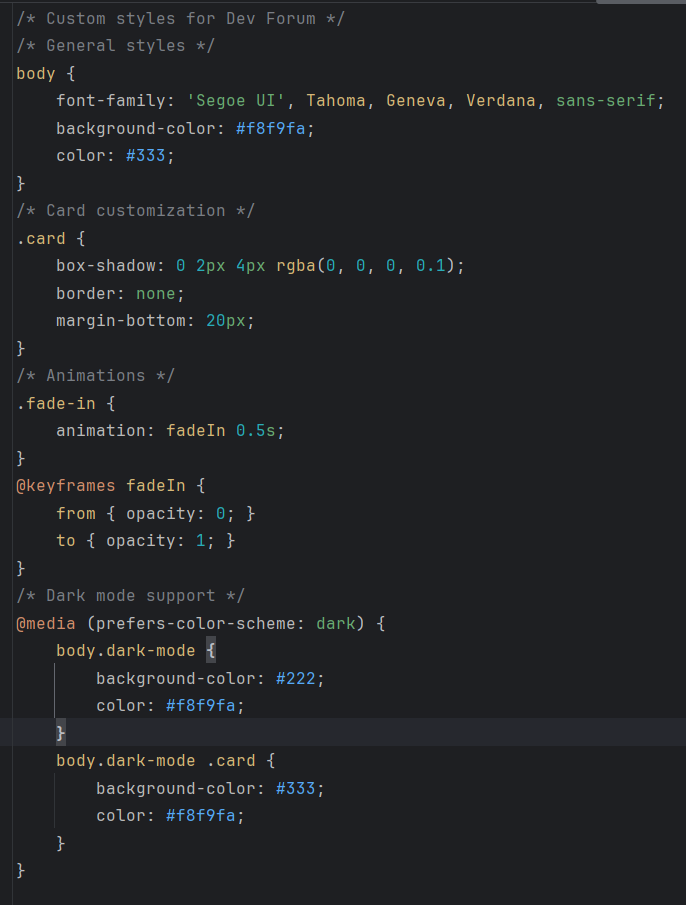 /* Custom styles for Dev Forum */
/* General styles */
body {
    font-family: 'Segoe UI', Tahoma, Geneva, Verdana, sans-serif;
    background-color: #f8f9fa;
    color: #333;
}
/* Card customization */
.card {
    box-shadow: 0 2px 4px rgba(0, 0, 0, 0.1);
    border: none;
    margin-bottom: 20px;
}
/* Animations */
.fade-in {
    animation: fadeIn 0.5s;
}
@keyframes fadeIn {
    from { opacity: 0; }
    to { opacity: 1; }
}
/* Dark mode support */
@media (prefers-color-scheme: dark) {
    body.dark-mode {
        background-color: #222;
        color: #f8f9fa;
    }
    body.dark-mode .card {
        background-color: #333;
        color: #f8f9fa;
    }
}